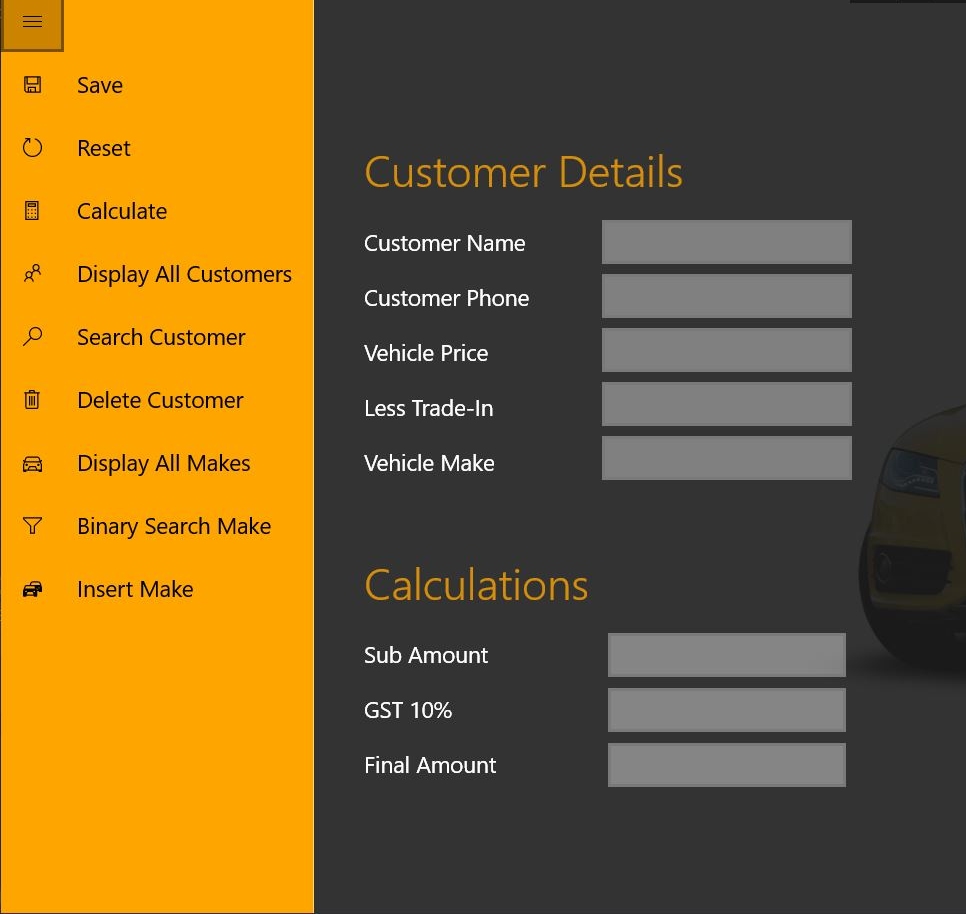 Save
Reset
Calculate
Display All Customers
Search Customer
Delete Customer
Display All Makes
Binary Search Make
Insert Make
Customer Details
Customer Name
Customer Phone
Vehicle Price
Less Trade-In
Vehicle Make
Calculations
Sub Amount
GST 10%
Final Amount